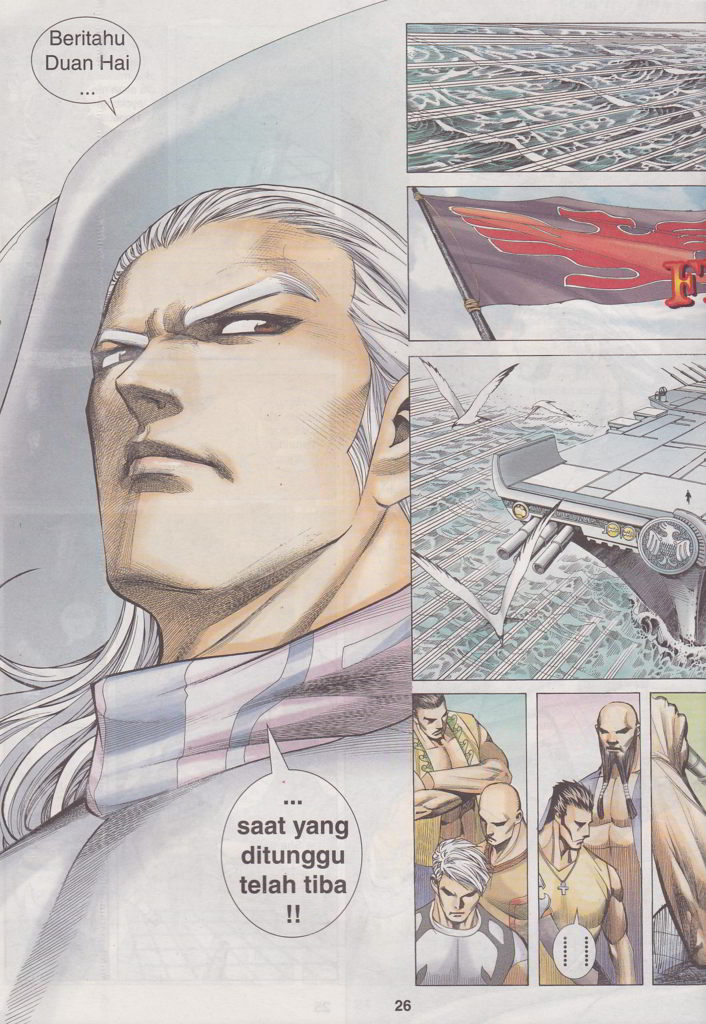 Beritahu
Duan Hai
...
...
saat yang
ditunggu
telah tiba
!!
26